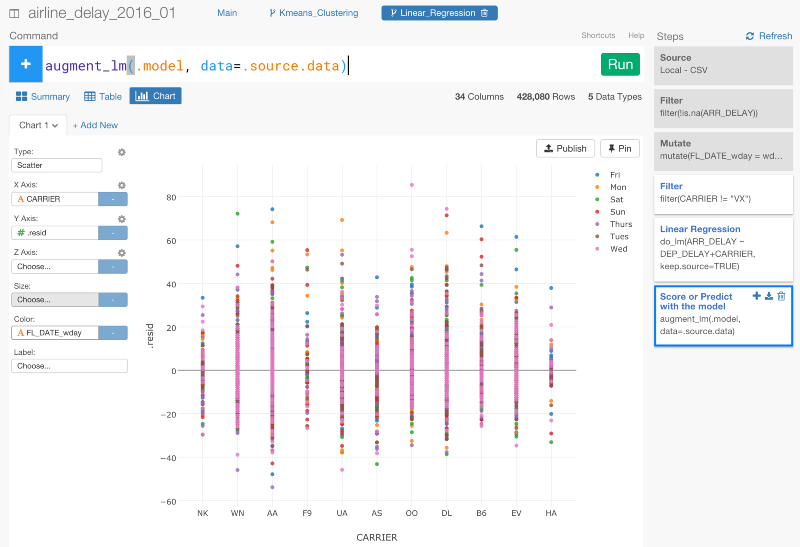 airline_delay_2016_01
Main
Kmeans_Clustering
Linear_Regression
Command
Shortcuts
Help
augment_lm(.model, data=.source.data)
Run
Summary
Table
Chart
34 Columns
428,080 Rows
5 Data Types
Chart 1
+ Add New
Type:
Scatter
X Axis:
A CARRIER
-
Y Axis:
# .resid
-
Z Axis:
Choose...
-
Size:
Choose...
-
Color:
A FL_DATE_wday
-
Label:
Choose...
Publish
Pin
80
60
40
20
0
−20
−40
−60
.resid
NK
WN
AA
F9
UA
AS
OO
DL
B6
EV
HA
CARRIER
Fri
Mon
Sat
Sun
Thurs
Tues
Wed
Steps
Refresh
Source
Local - CSV
Filter
filter(!is.na(ARR_DELAY))
Mutate
mutate(FL_DATE_wday = wd...
Filter
filter(CARRIER != "VX")
Linear Regression
do_lm(ARR_DELAY ~
DEP_DELAY+CARRIER,
keep.source=TRUE)
Score or Predict
with the model
augment_lm(.model,
data=.source.data)